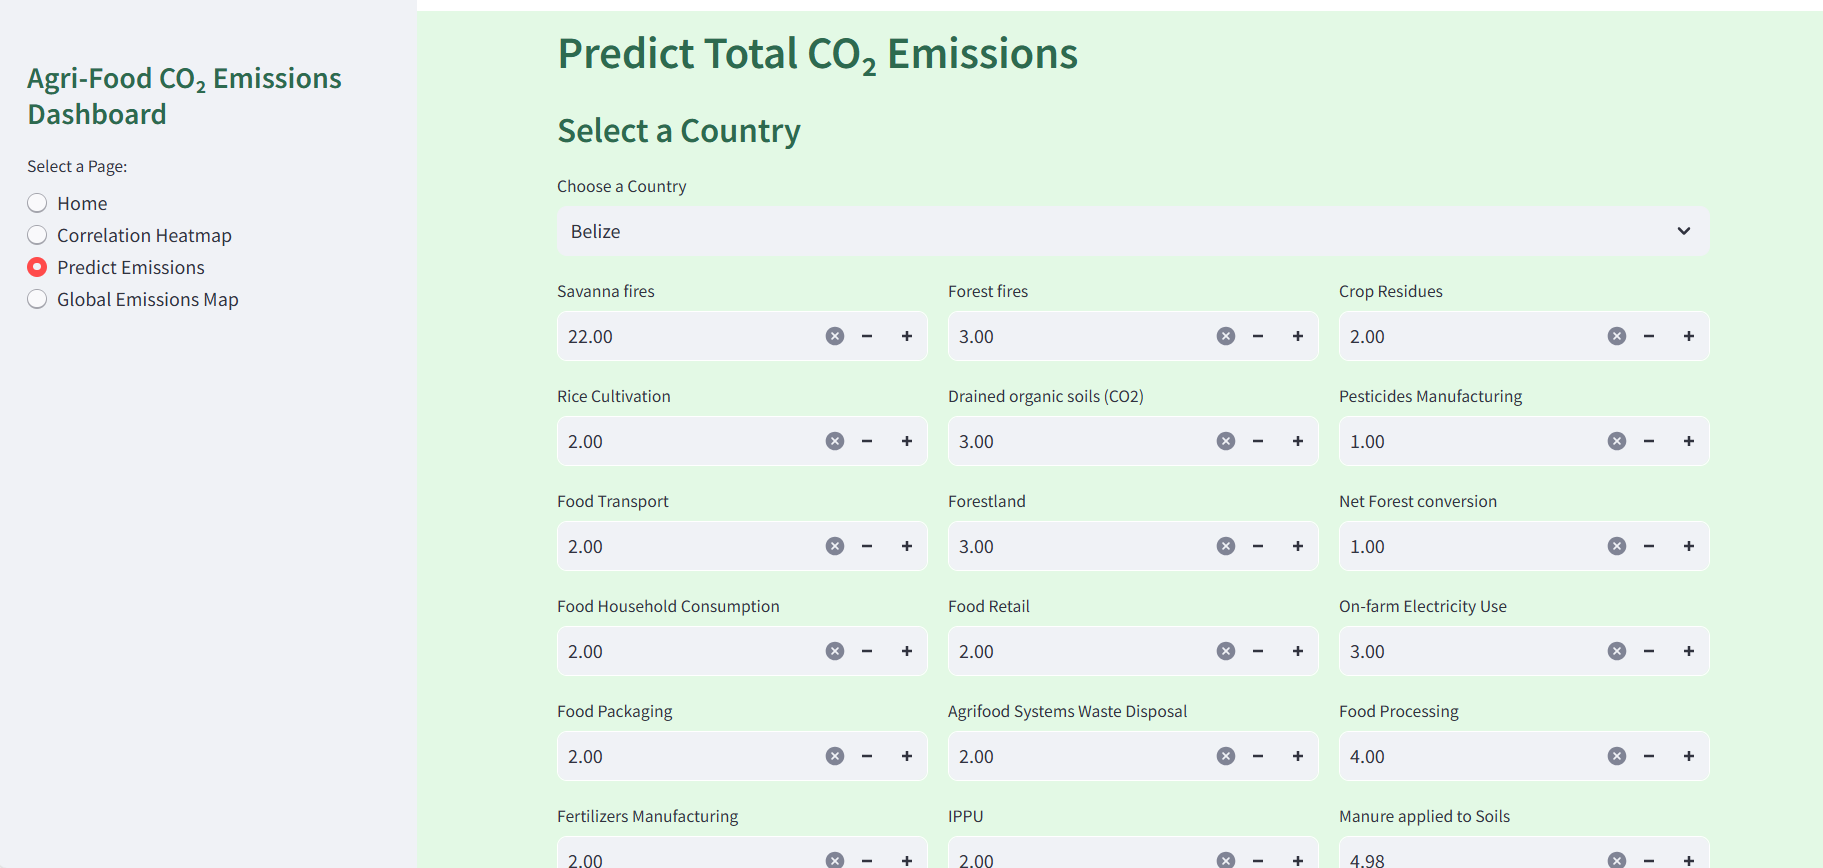 Agri-Food CO₂ Emissions
Dashboard
Select a Page:
Home
Correlation Heatmap
Predict Emissions
Global Emissions Map
Predict Total CO₂ Emissions
Select a Country
Choose a Country
Belize
Savanna fires
Forest fires
Crop Residues
22.00
3.00
2.00
Rice Cultivation
Drained organic soils (CO2)
Pesticides Manufacturing
2.00
3.00
1.00
Food Transport
Forestland
Net Forest conversion
2.00
3.00
1.00
Food Household Consumption
Food Retail
On-farm Electricity Use
2.00
2.00
3.00
Food Packaging
Agrifood Systems Waste Disposal
Food Processing
2.00
2.00
4.00
Fertilizers Manufacturing
IPPU
Manure applied to Soils
2.00
2.00
4.98